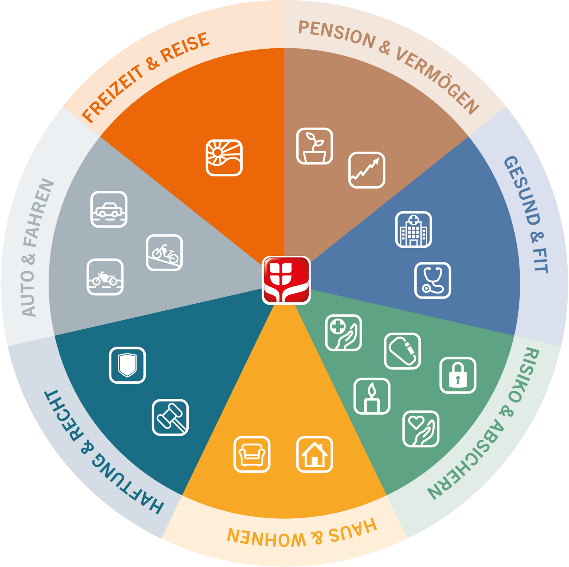 PENSION & VERMÖGEN
GESUND & FIT
RISIKO & ABSICHERN
HAUS & WOHNEN
HAFTUNG & RECHT
AUTO & FAHREN
FREIZEIT & REISE